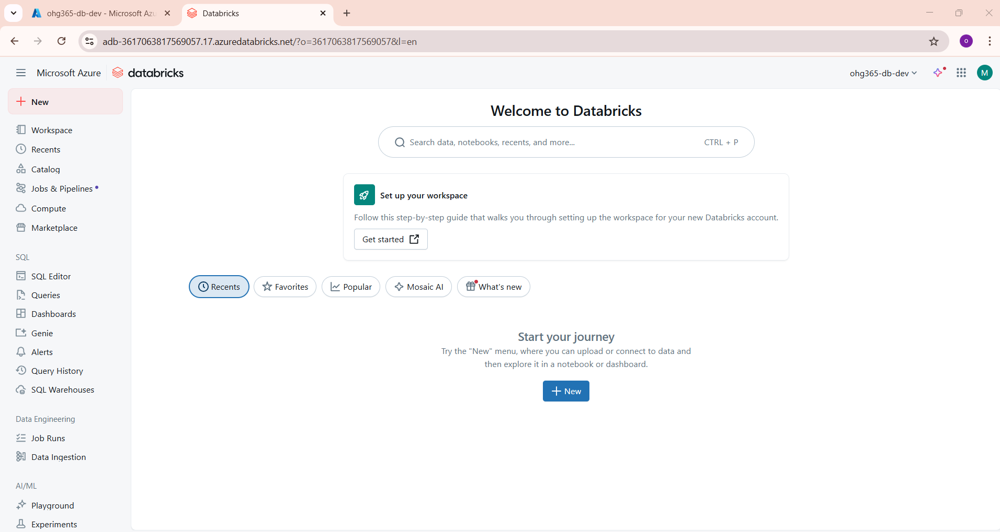 ohg365-db-dev - Microsoft Azu
Databricks
adb-3617063817569057.17.azuredatabricks.net/?o=3617063817569057&l=en
O
Microsoft Azure
databricks
ohg365-db-dev
M
New
Workspace
Recents
Catalog
Jobs & Pipelines
Compute
Marketplace
SQL
SQL Editor
Queries
Dashboards
Genie
Alerts
Query History
SQL Warehouses
Data Engineering
Job Runs
Data Ingestion
AI/ML
Playground
Experiments
Welcome to Databricks
Search data, notebooks, recents, and more... CTRL + P
Set up your workspace
Follow this step-by-step guide that walks you through setting up the workspace for your new Databricks account.
Get started
Recents Favorites Popular Mosaic AI What's new
Start your journey
Try the "New" menu, where you can upload or connect to data and
then explore it in a notebook or dashboard.
New